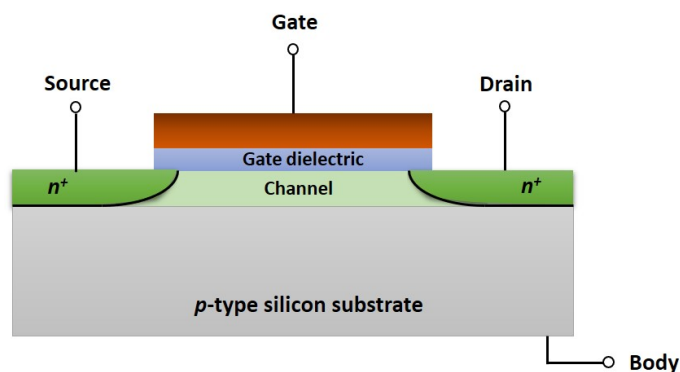 Gate
Source
Drain
Gate dielectric
n+
Channel
n+
p-type silicon substrate
Body